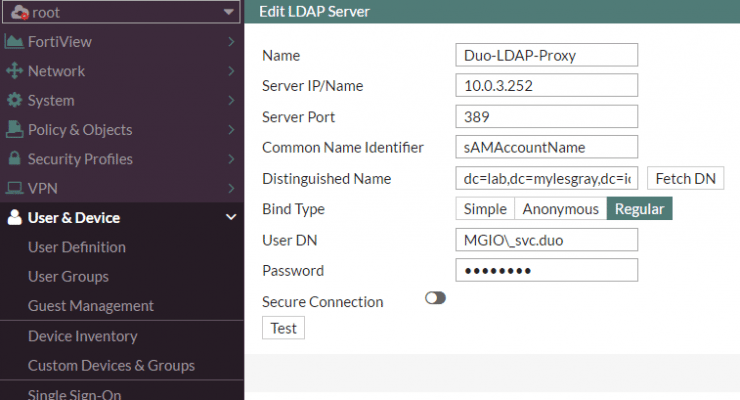 root
Edit LDAP Server
FortiView
Network
System
Policy & Objects
Security Profiles
VPN
User & Device
User Definition
User Groups
Guest Management
Device Inventory
Custom Devices & Groups
Single Sign-On
Name Duo-LDAP-Proxy
Server IP/Name 10.0.3.252
Server Port 389
Common Name Identifier sAMAccountName
Distinguished Name dc=lab,dc=mylesgray,dc=i Fetch DN
Bind Type Simple Anonymous Regular
User DN MGIO\_svc.duo
Password ••••••••
Secure Connection
Test